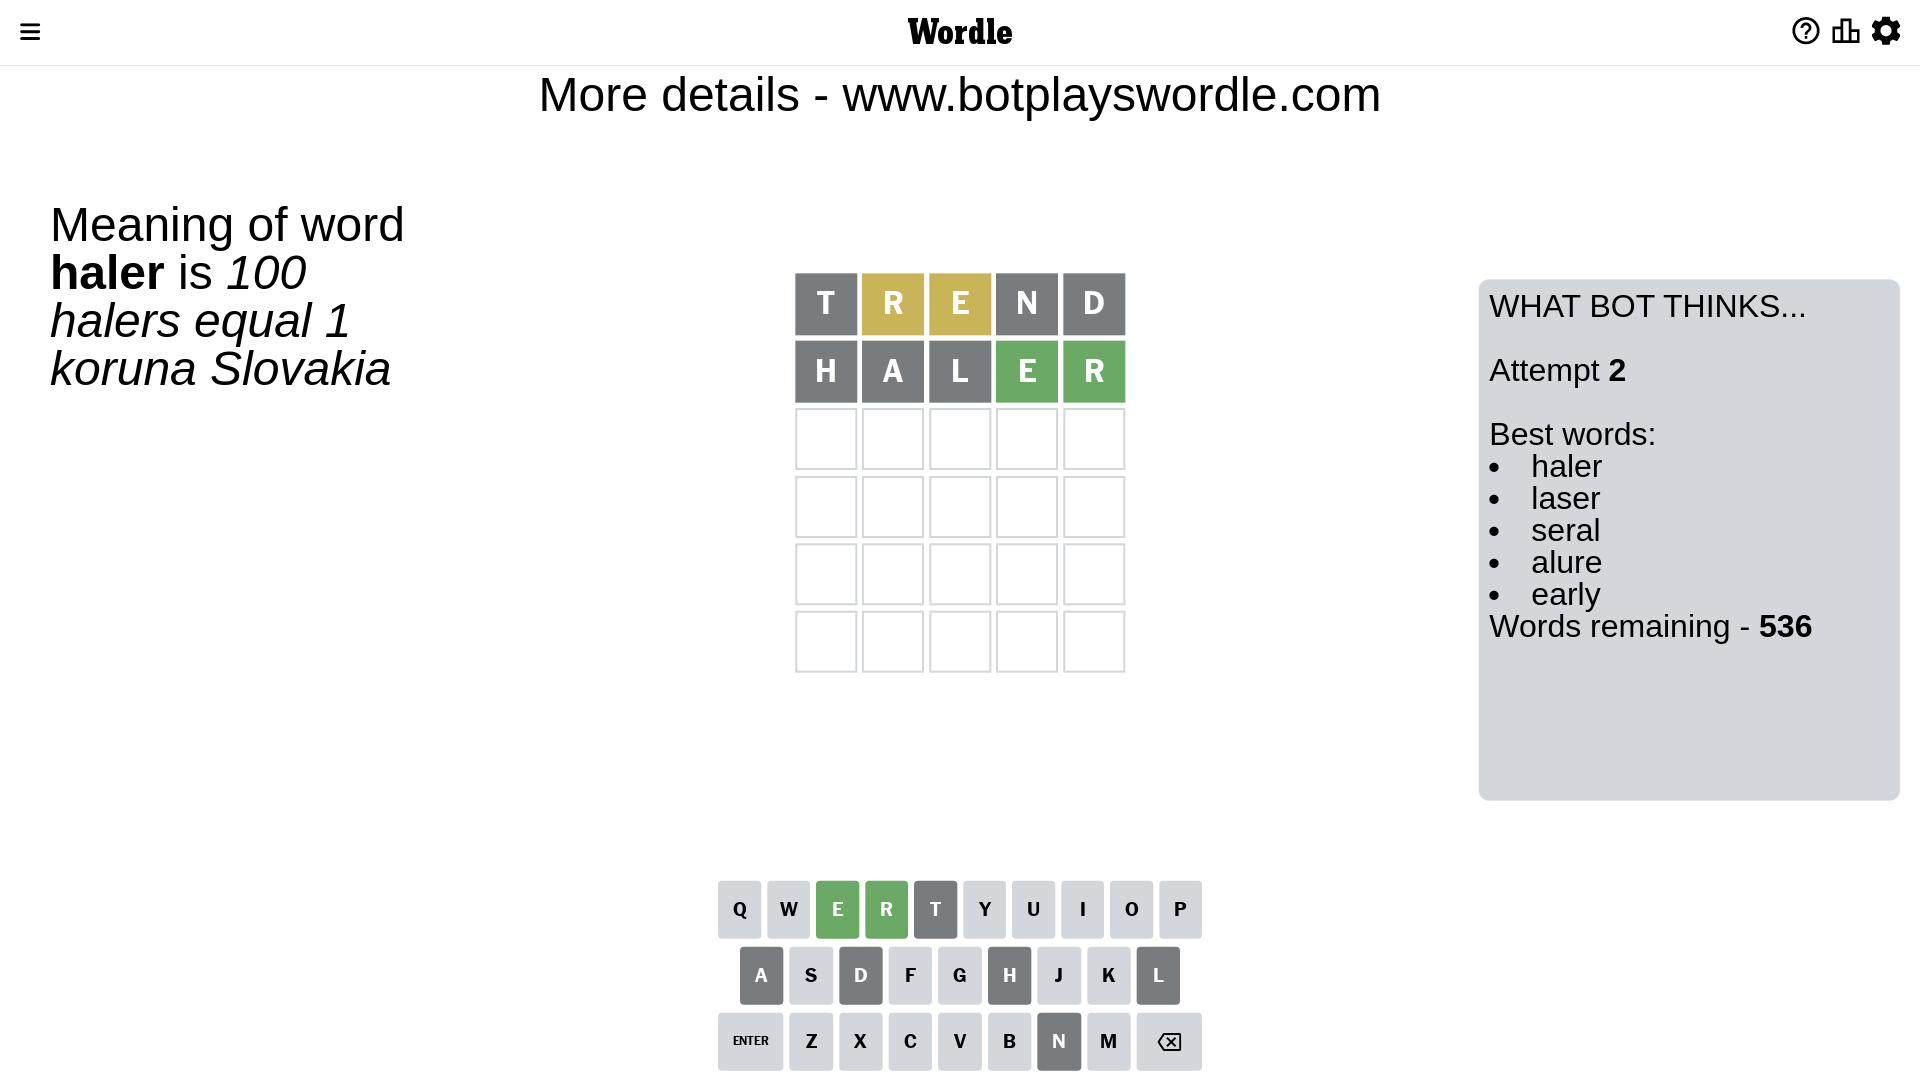 Wordle
More details - www.botplayswordle.com
Meaning of word
haler is 100
halers equal 1
koruna Slovakia
T R E N D
H A L E R
WHAT BOT THINKS...
Attempt 2
Best words:
• haler
• laser
• seral
• alure
• early
Words remaining - 536
Q W E R T Y U I O P
A S D F G H J K L
ENTER Z X C V B N M